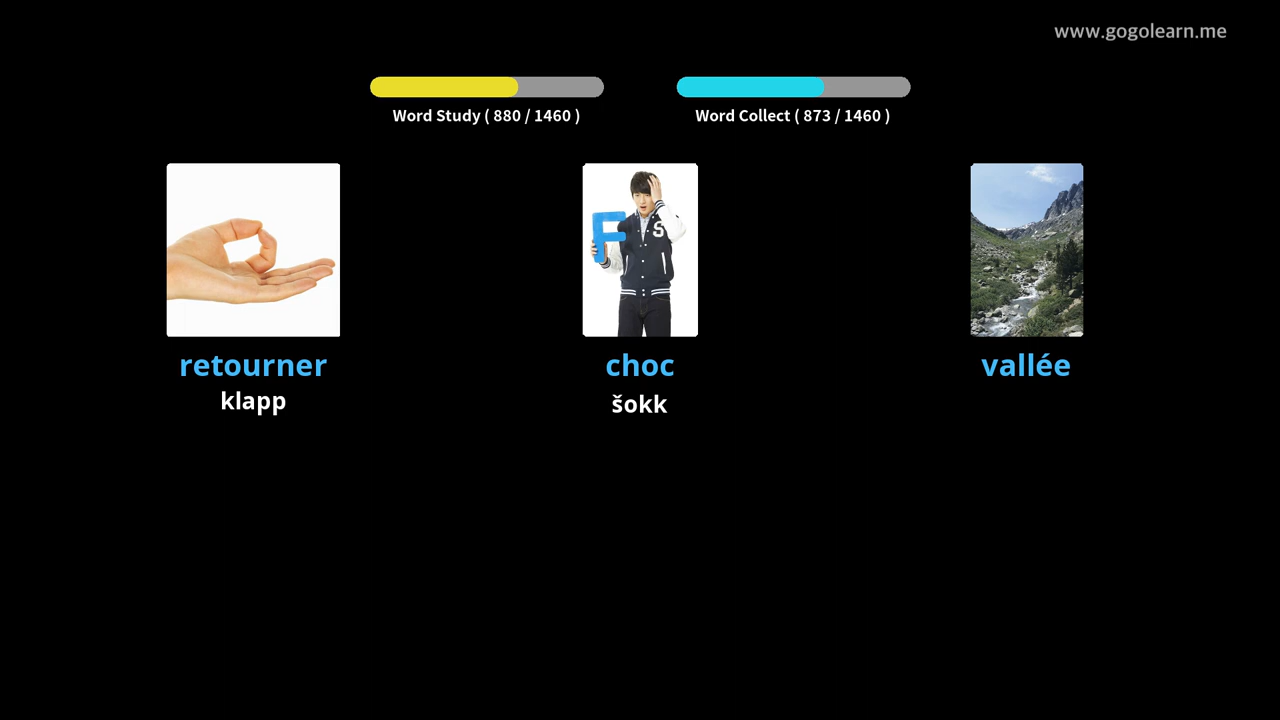 www.gogolearn.me
Word Study ( 880 / 1460 )
Word Collect ( 873 / 1460 )
F
S
retourner
choc
vallée
klapp
šokk